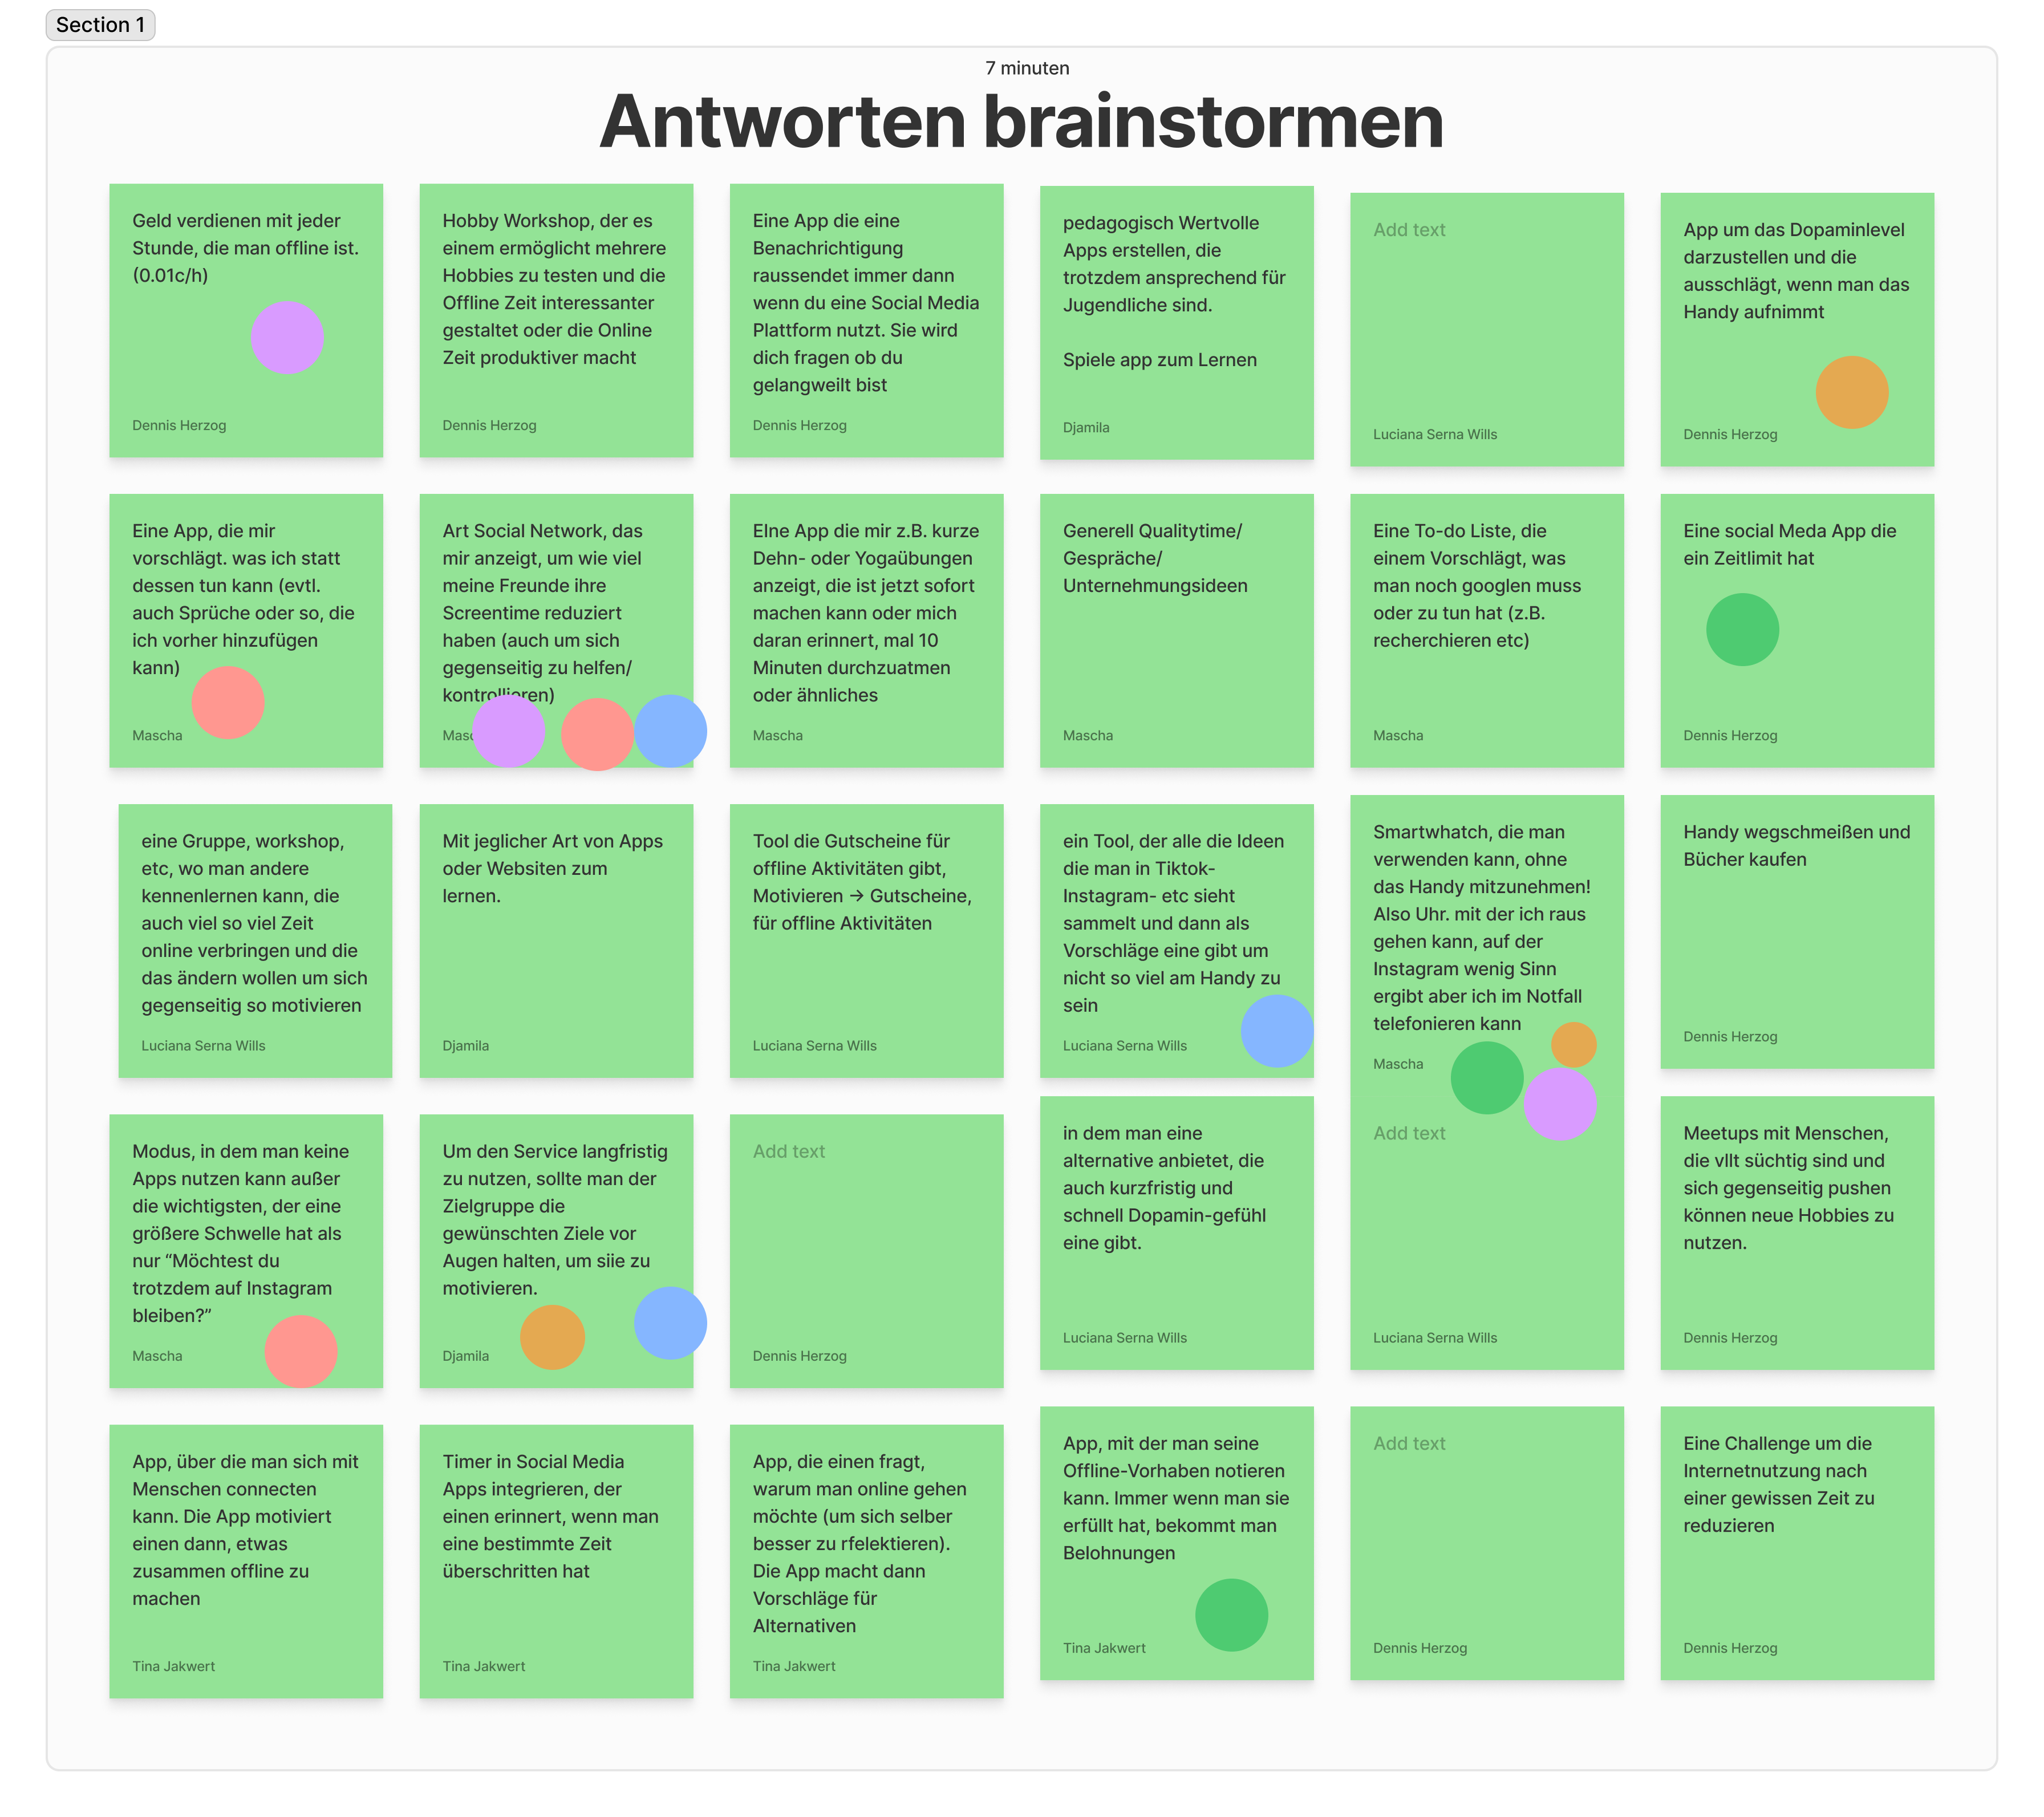 Section 1
7 minuten
Antworten brainstormen
Geld verdienen mit jeder
Stunde, die man offline ist.
(0.01c/h)
Dennis Herzog
Hobby Workshop, der es
einem ermöglicht mehrere
Hobbies zu testen und die
Offline Zeit interessanter
gestaltet oder die Online
Zeit produktiver macht
Dennis Herzog
Eine App die eine
Benachrichtigung
raussendet immer dann
wenn du eine Social Media
Plattform nutzt. Sie wird
dich fragen ob du
gelangweilt bist
Dennis Herzog
pedagogisch Wertvolle
Apps erstellen, die
trotzdem ansprechend für
Jugendliche sind.
Spiele app zum Lernen
Djamila
Add text
Luciana Serna Wills
App um das Dopaminlevel
darzustellen und die
ausschlägt, wenn man das
Handy aufnimmt
Dennis Herzog
Eine App, die mir
vorschlägt. was ich statt
dessen tun kann (evtl.
auch Sprüche oder so, die
ich vorher hinzufügen
kann)
Mascha
Art Social Network, das
mir anzeigt, um wie viel
meine Freunde ihre
Screentime reduziert
haben (auch um sich
gegenseitig zu helfen/
kontrollieren)
Masc
EIne App die mir z.B. kurze
Dehn- oder Yogaübungen
anzeigt, die ist jetzt sofort
machen kann oder mich
daran erinnert, mal 10
Minuten durchzuatmen
oder ähnliches
Mascha
Generell Qualitytime/
Gespräche/
Unternehmungsideen
Mascha
Eine To-do Liste, die
einem Vorschlägt, was
man noch googlen muss
oder zu tun hat (z.B.
recherchieren etc)
Mascha
Eine social Meda App die
ein Zeitlimit hat
Dennis Herzog
eine Gruppe, workshop,
etc, wo man andere
kennenlernen kann, die
auch viel so viel Zeit
online verbringen und die
das ändern wollen um sich
gegenseitig so motivieren
Luciana Serna Wills
Mit jeglicher Art von Apps
oder Websiten zum
lernen.
Djamila
Tool die Gutscheine für
offline Aktivitäten gibt,
Motivieren → Gutscheine,
für offline Aktivitäten
Luciana Serna Wills
ein Tool, der alle die Ideen
die man in Tiktok-
Instagram- etc sieht
sammelt und dann als
Vorschläge eine gibt um
nicht so viel am Handy zu
sein
Luciana Serna Wills
Smartwhatch, die man
verwenden kann, ohne
das Handy mitzunehmen!
Also Uhr. mit der ich raus
gehen kann, auf der
Instagram wenig Sinn
ergibt aber ich im Notfall
telefonieren kann
Mascha
Handy wegschmeißen und
Bücher kaufen
Dennis Herzog
Modus, in dem man keine
Apps nutzen kann außer
die wichtigsten, der eine
größere Schwelle hat als
nur “Möchtest du
trotzdem auf Instagram
bleiben?”
Mascha
Um den Service langfristig
zu nutzen, sollte man der
Zielgruppe die
gewünschten Ziele vor
Augen halten, um siie zu
motivieren.
Djamila
Add text
Dennis Herzog
in dem man eine
alternative anbietet, die
auch kurzfristig und
schnell Dopamin-gefühl
eine gibt.
Luciana Serna Wills
Add text
Luciana Serna Wills
Meetups mit Menschen,
die vllt süchtig sind und
sich gegenseitig pushen
können neue Hobbies zu
nutzen.
Dennis Herzog
App, über die man sich mit
Menschen connecten
kann. Die App motiviert
einen dann, etwas
zusammen offline zu
machen
Tina Jakwert
Timer in Social Media
Apps integrieren, der
einen erinnert, wenn man
eine bestimmte Zeit
überschritten hat
Tina Jakwert
App, die einen fragt,
warum man online gehen
möchte (um sich selber
besser zu rfelektieren).
Die App macht dann
Vorschläge für
Alternativen
Tina Jakwert
App, mit der man seine
Offline-Vorhaben notieren
kann. Immer wenn man sie
erfüllt hat, bekommt man
Belohnungen
Tina Jakwert
Add text
Dennis Herzog
Eine Challenge um die
Internetnutzung nach
einer gewissen Zeit zu
reduzieren
Dennis Herzog